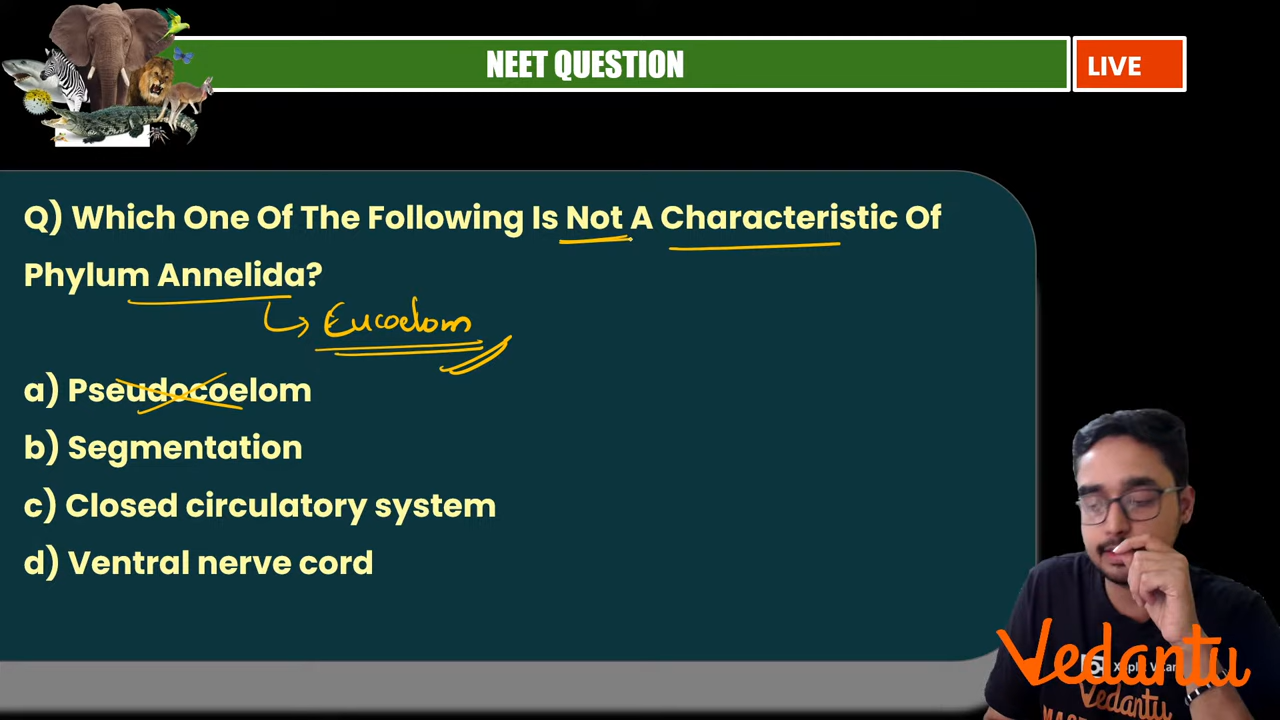 NEET QUESTION
LIVE
Q) Which One Of The Following Is Not A Characteristic Of
Phylum Annelida?
Eucoelom
a) Pseudocoelom
b) Segmentation
c) Closed circulatory system
d) Ventral nerve cord
Vedantu
Vedantu